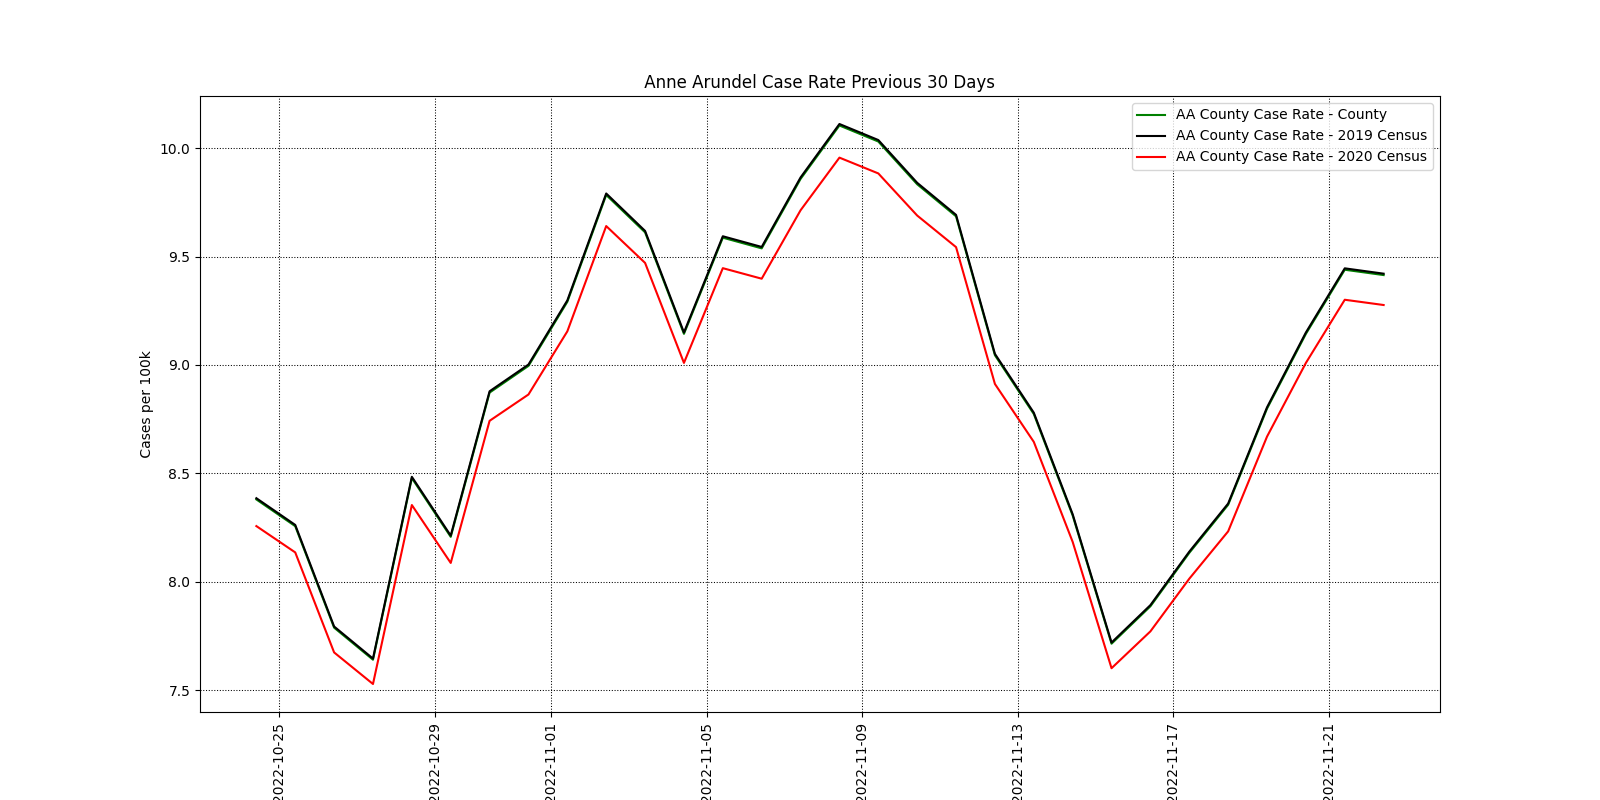 Anne Arundel Case Rate Previous 30 Days
AA County Case Rate - County
AA County Case Rate - 2019 Census
AA County Case Rate - 2020 Census
Cases per 100k
10.0
9.5
9.0
8.5
8.0
7.5
2022-10-25
2022-10-29
2022-11-01
2022-11-05
2022-11-09
2022-11-13
2022-11-17
2022-11-21